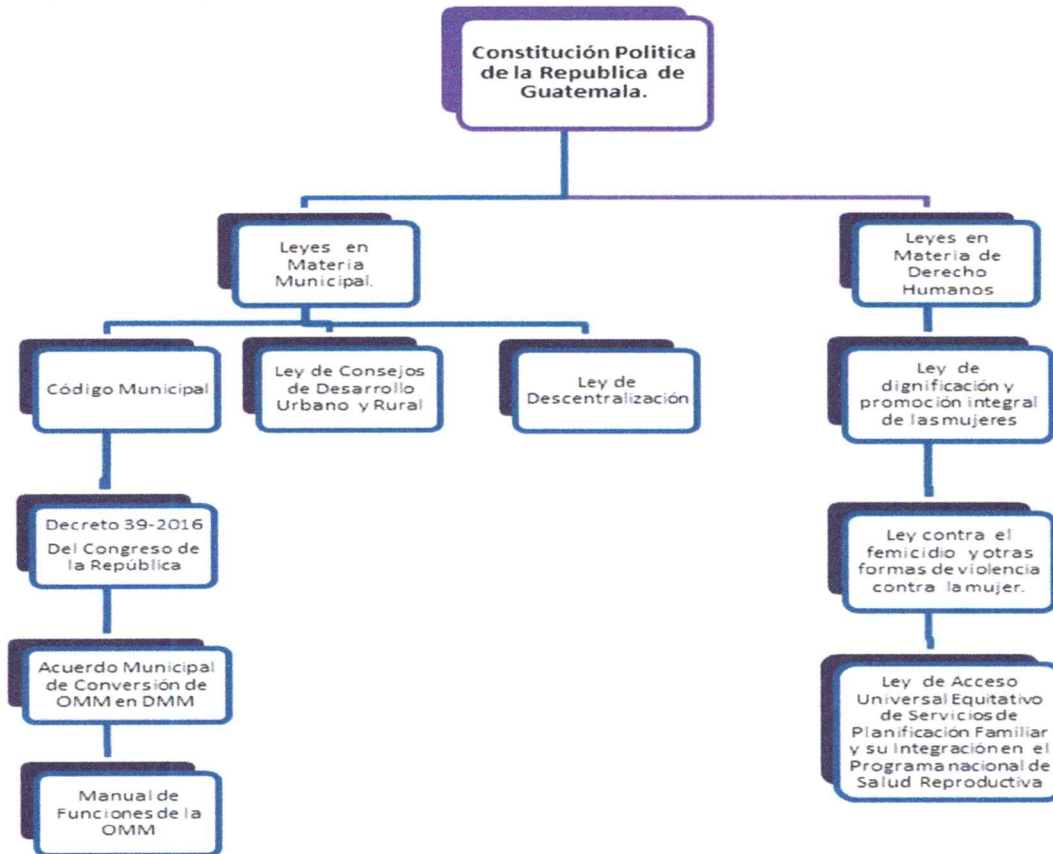 Constitución Politica
de la Republica de
Guatemala.
Leyes en
Materia
Municipal.
Leyes en
Materia de
Derecho
Humanos
Código Municipal
Ley de Consejos
de Desarrollo
Urbano y Rural
Ley de
Descentralización
Ley de
dignificación y
promoción integral
de las mujeres
Decreto 39-2016
Del Congreso de
la República
Ley contra el
femicidio y otras
formas de violencia
contra la mujer.
Acuerdo Municipal
de Conversión de
OMM en DMM
Ley de Acceso
Universal Equitativo
de Servicios de
Planificación Familiar
y su Integración en el
Programa nacional de
Salud Reproductiva
Manual de
Funciones de la
OMM